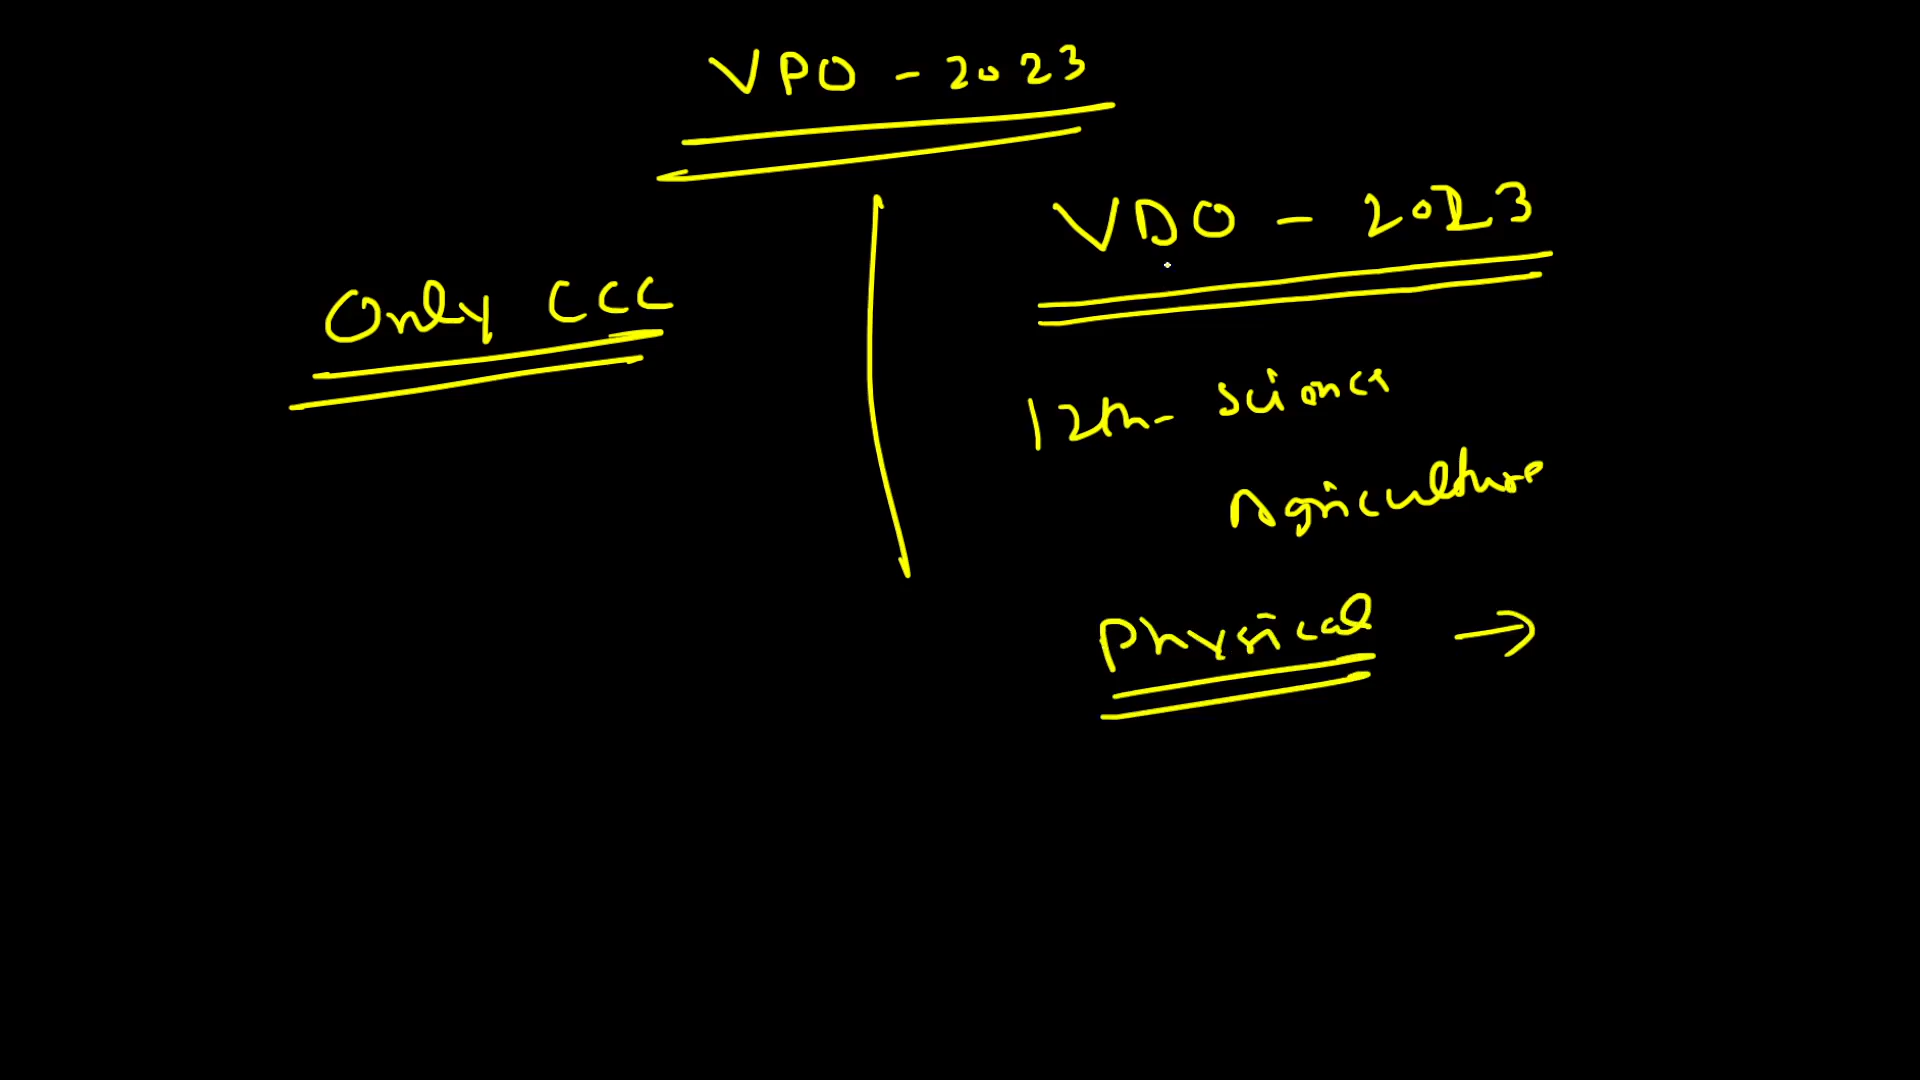 VPO - 2023
Only CCC
VDO - 2023
12th - Science
Agriculture
Physical →